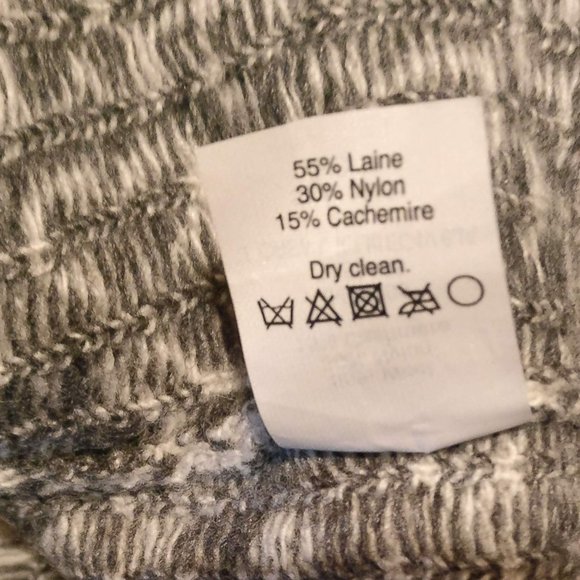 55% Laine
30% Nylon
15% Cachemire
Dry clean.